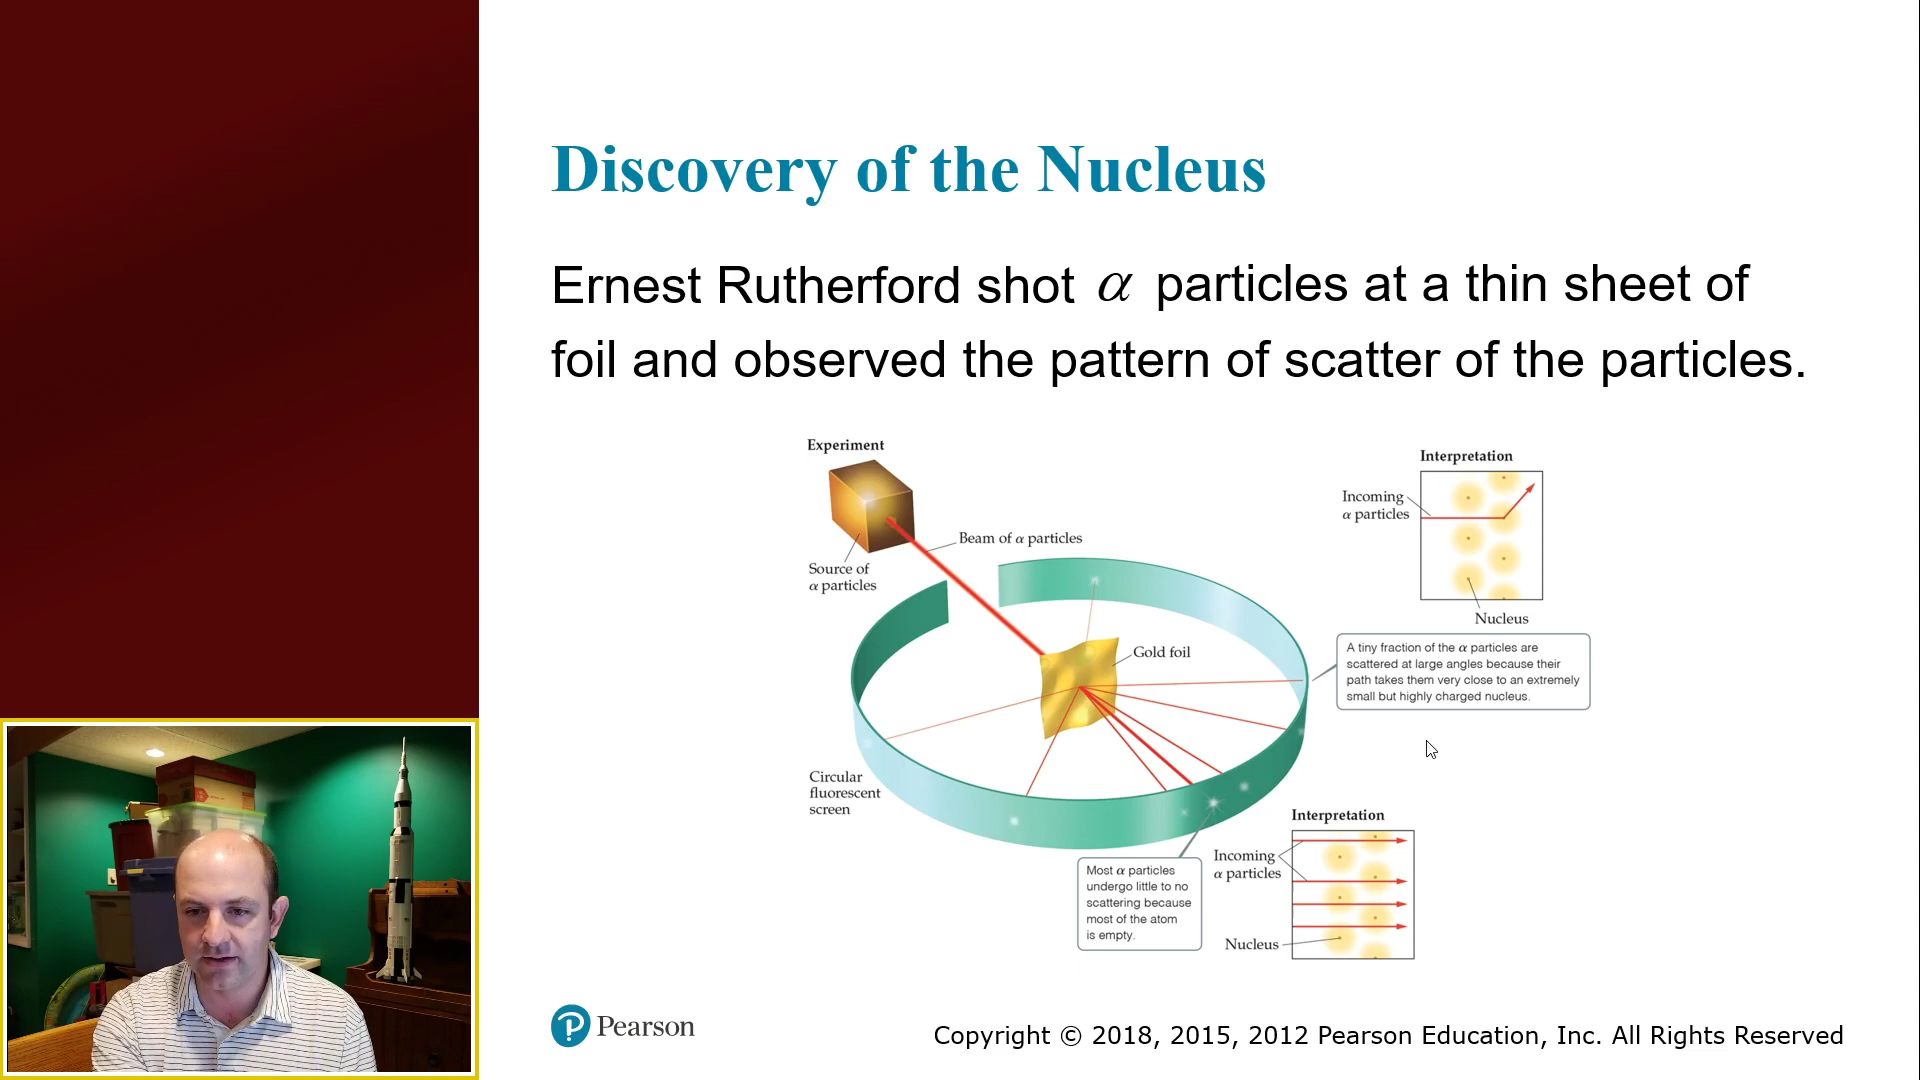 Discovery of the Nucleus
Ernest Rutherford shot α particles at a thin sheet of
foil and observed the pattern of scatter of the particles.
Experiment
Source of
α particles
Beam of α particles
Gold foil
Circular
fluorescent
screen
Interpretation
Incoming
α particles
Nucleus
A tiny fraction of the α particles are
scattered at large angles because their
path takes them very close to an extremely
small but highly charged nucleus.
Most α particles
undergo little to no
scattering because
most of the atom
is empty.
Interpretation
Incoming
α particles
Nucleus
Pearson
Copyright © 2018, 2015, 2012 Pearson Education, Inc. All Rights Reserved